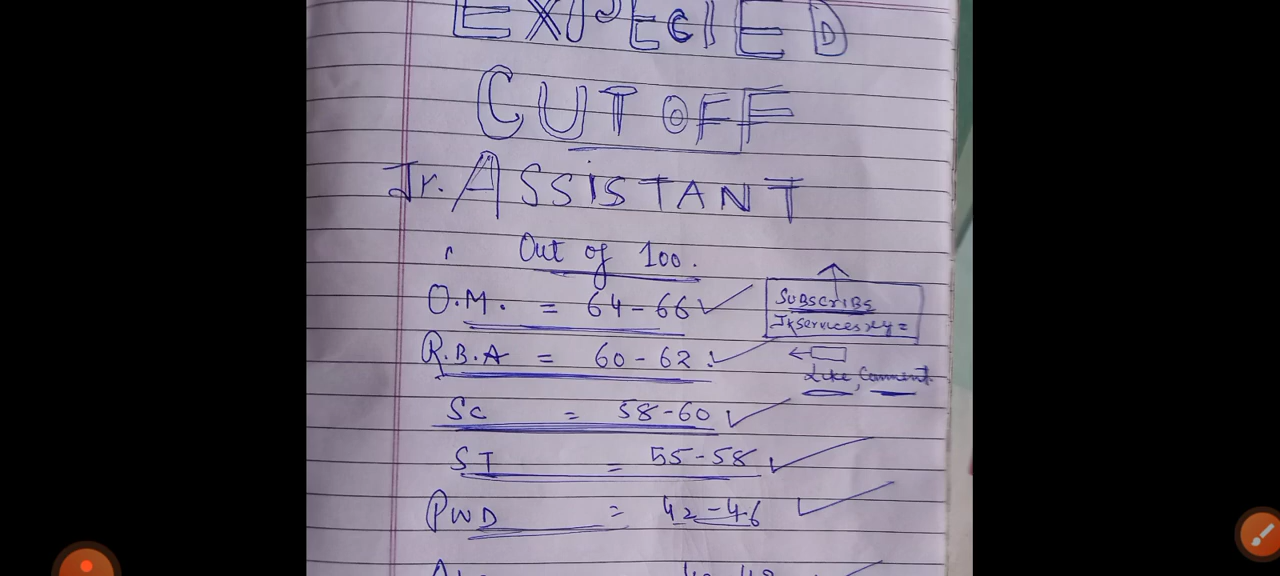 EXPECTED
CUT OFF
Jr. ASSISTANT
Out of 100.
O.M. = 64-66 ✓
R.B.A = 60-62 ✓
SUBSCRIBE
Like, Comment.
SC = 58-60 ✓
ST = 55-58 ✓
PWD = 42-46 ✓